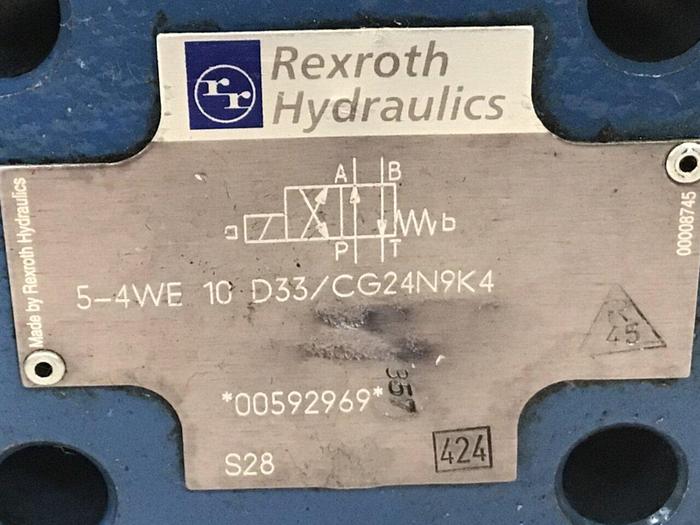 rr
Rexroth
Hydraulics
Made by Rexroth Hydraulics
00008745
A B
a b
P T
5-4WE 10 D33/CG24N9K4
R
45
*00592969*
357
S28
424